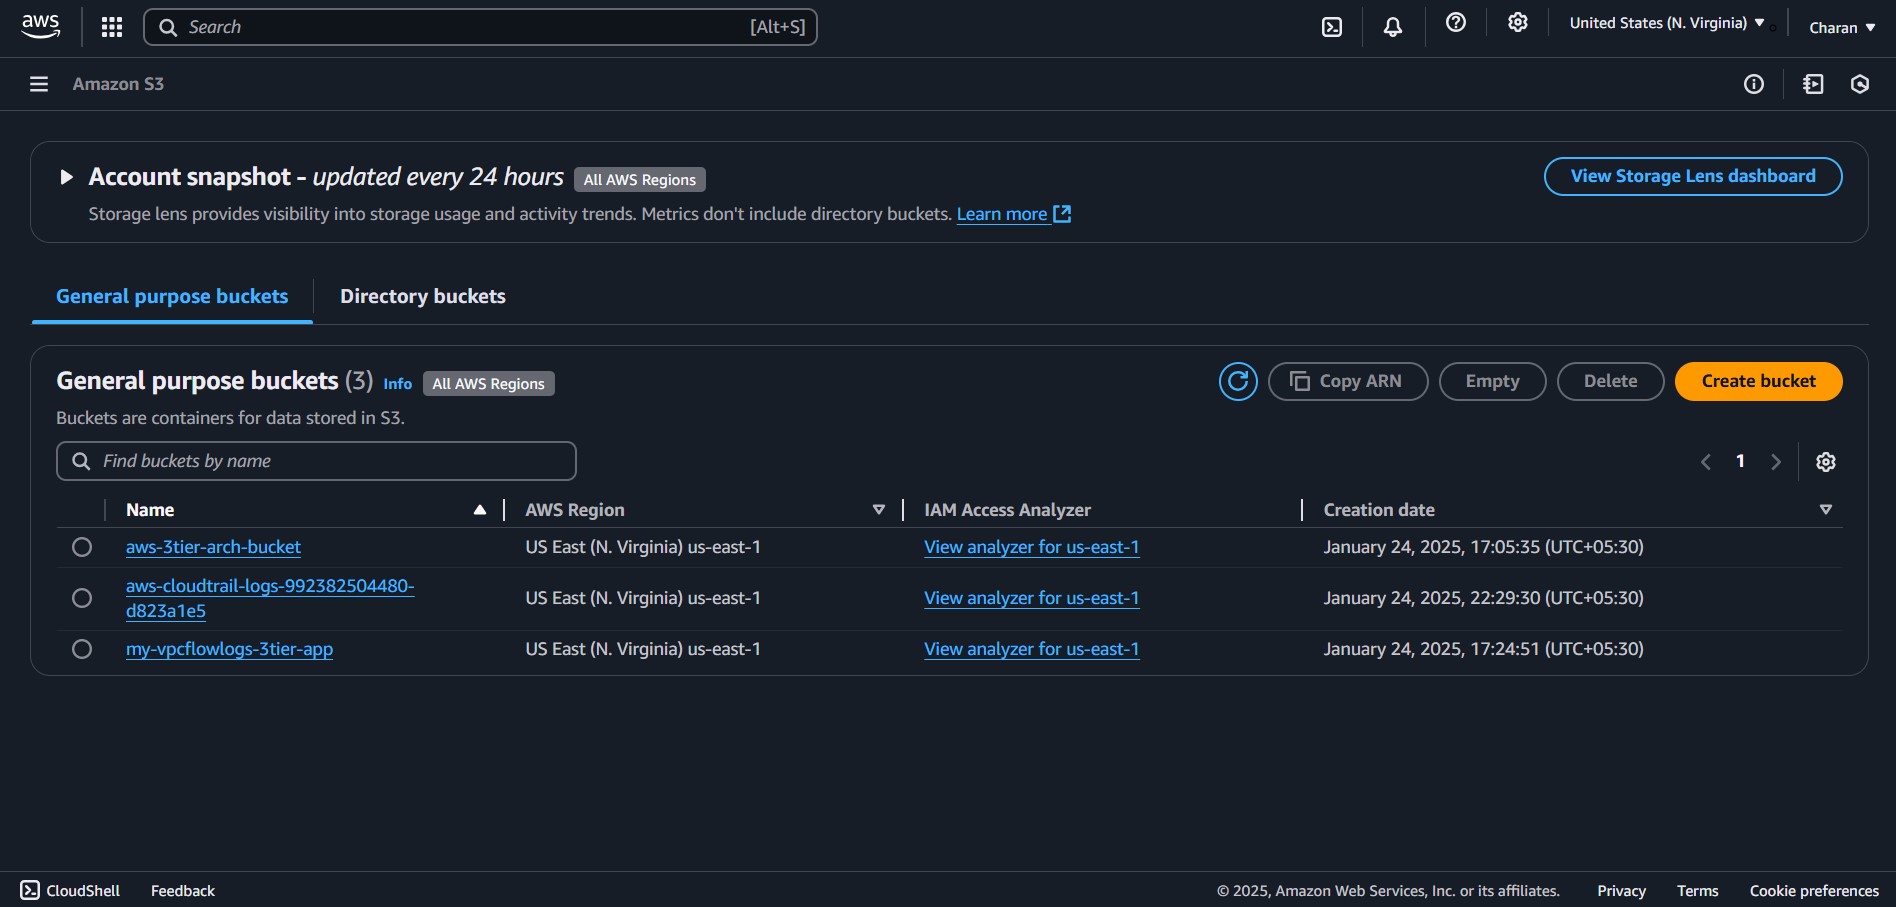 aws
Search [Alt+S]
United States (N. Virginia)
Charan
Amazon S3
Account snapshot - updated every 24 hours All AWS Regions
View Storage Lens dashboard
Storage lens provides visibility into storage usage and activity trends. Metrics don't include directory buckets. Learn more
General purpose buckets
Directory buckets
General purpose buckets (3) Info All AWS Regions
Copy ARN
Empty
Delete
Create bucket
Buckets are containers for data stored in S3.
Find buckets by name
1
Name AWS Region IAM Access Analyzer Creation date
aws-3tier-arch-bucket US East (N. Virginia) us-east-1 View analyzer for us-east-1 January 24, 2025, 17:05:35 (UTC+05:30)
aws-cloudtrail-logs-992382504480-
d823a1e5 US East (N. Virginia) us-east-1 View analyzer for us-east-1 January 24, 2025, 22:29:30 (UTC+05:30)
my-vpcflowlogs-3tier-app US East (N. Virginia) us-east-1 View analyzer for us-east-1 January 24, 2025, 17:24:51 (UTC+05:30)
CloudShell Feedback © 2025, Amazon Web Services, Inc. or its affiliates. Privacy Terms Cookie preferences